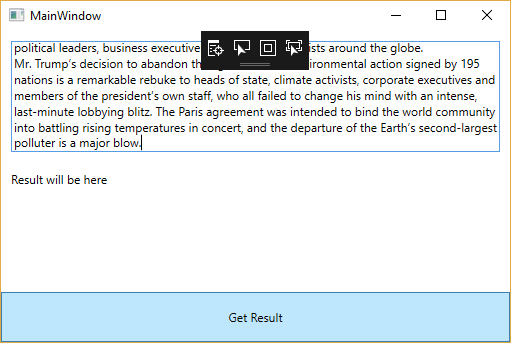 MainWindow
political leaders, business executive ists around the globe.
Mr. Trump’s decision to abandon th ironmental action signed by 195
nations is a remarkable rebuke to heads of state, climate activists, corporate executives and
members of the president’s own staff, who all failed to change his mind with an intense,
last-minute lobbying blitz. The Paris agreement was intended to bind the world community
into battling rising temperatures in concert, and the departure of the Earth’s second-largest
polluter is a major blow.
Result will be here
Get Result